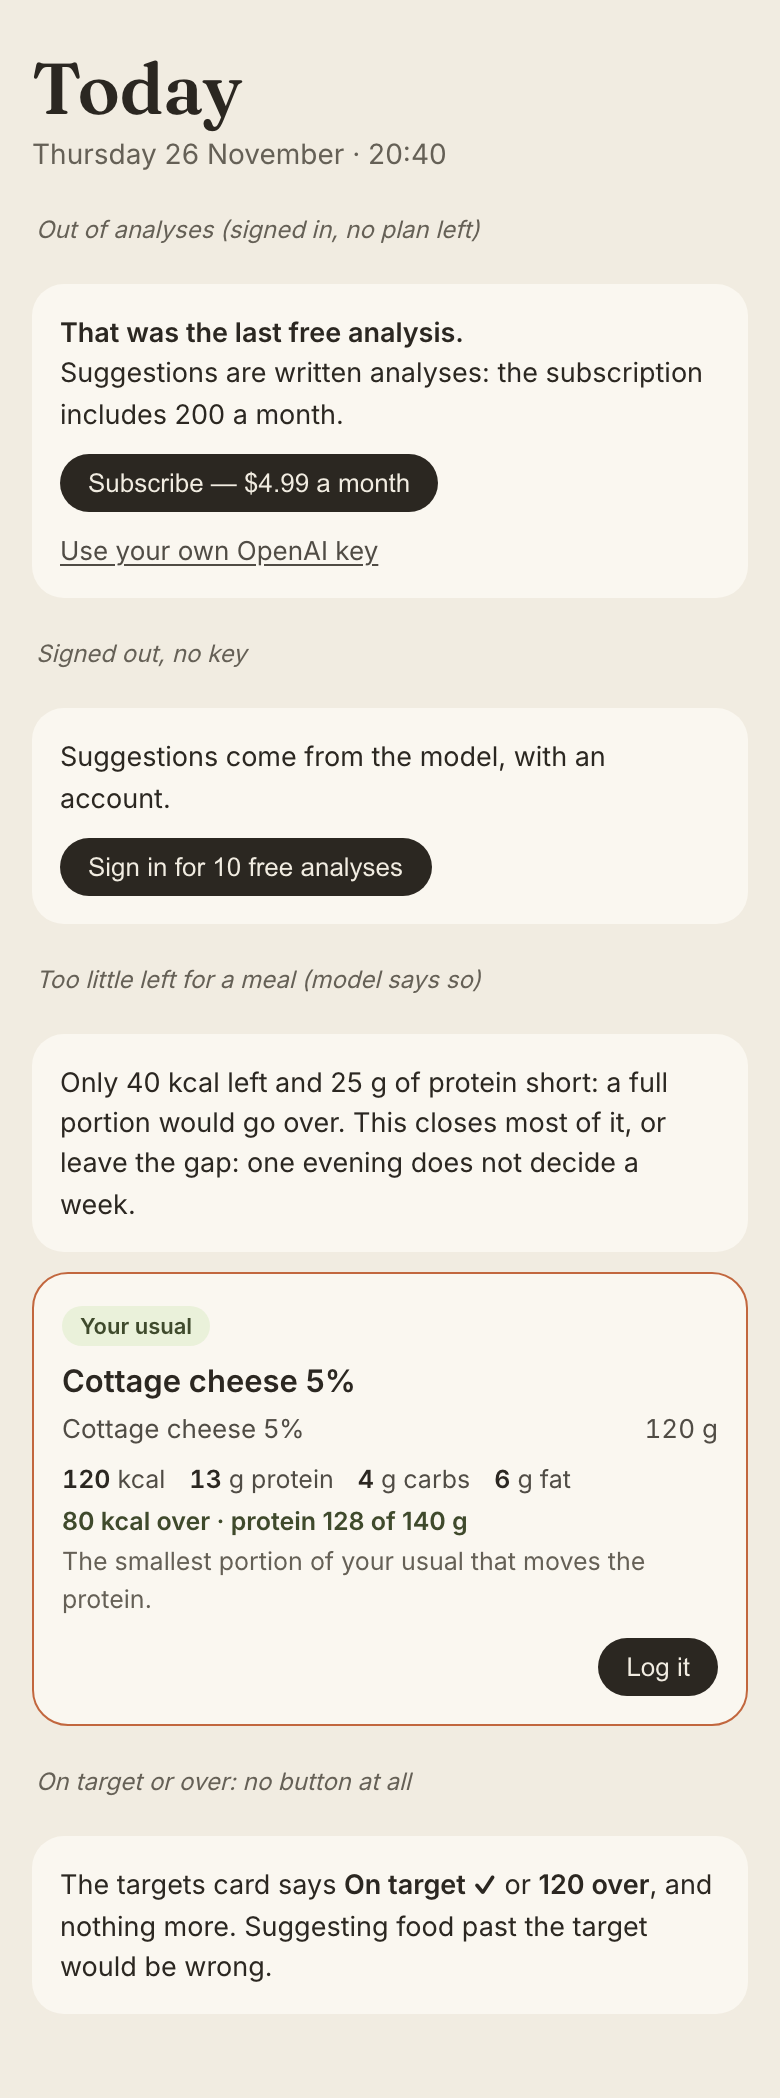 Today
Thursday 26 November · 20:40
Out of analyses (signed in, no plan left)
That was the last free analysis.
Suggestions are written analyses: the subscription
includes 200 a month.
Subscribe — $4.99 a month
Use your own OpenAI key
Signed out, no key
Suggestions come from the model, with an
account.
Sign in for 10 free analyses
Too little left for a meal (model says so)
Only 40 kcal left and 25 g of protein short: a full
portion would go over. This closes most of it, or
leave the gap: one evening does not decide a
week.
Your usual
Cottage cheese 5%
Cottage cheese 5% 120 g
120 kcal 13 g protein 4 g carbs 6 g fat
80 kcal over · protein 128 of 140 g
The smallest portion of your usual that moves the
protein.
Log it
On target or over: no button at all
The targets card says On target ✓ or 120 over, and
nothing more. Suggesting food past the target
would be wrong.